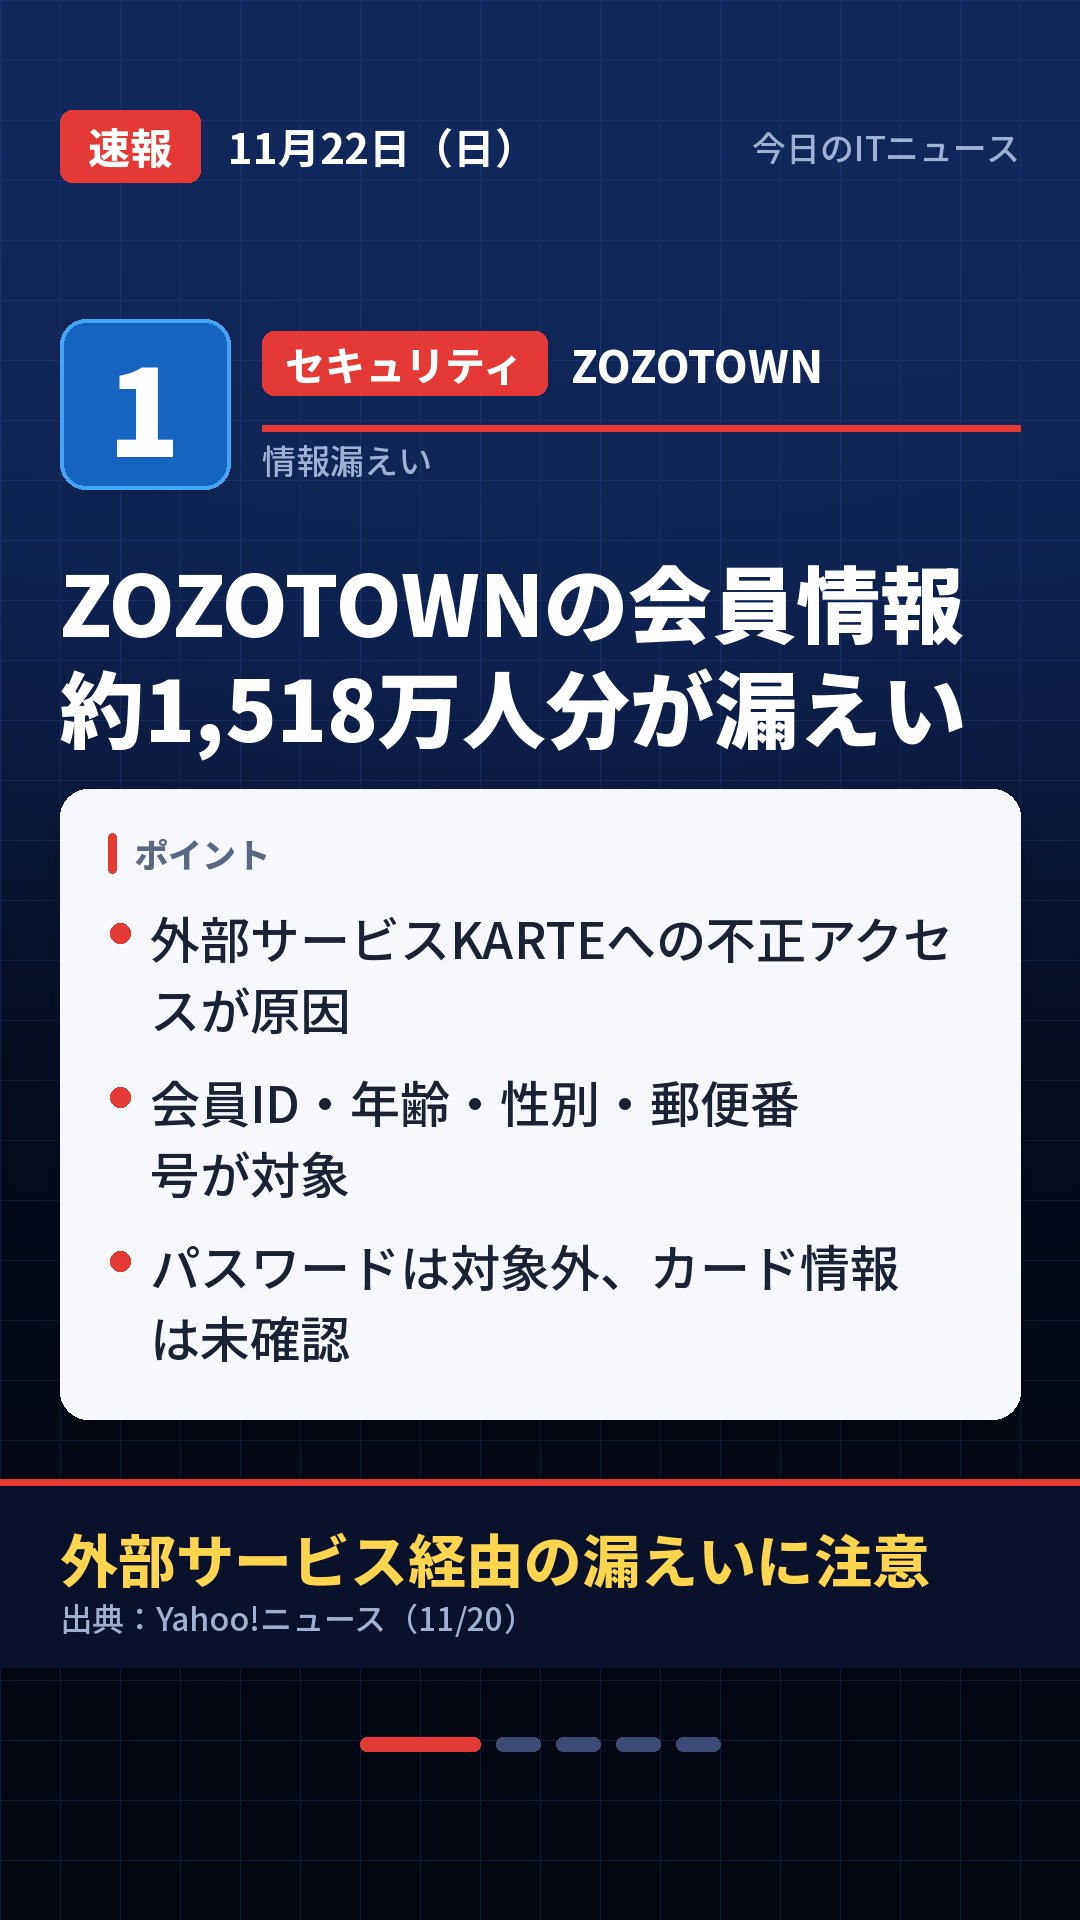 速報 11月22日（日） 今日のITニュース
1
セキュリティ ZOZOTOWN
情報漏えい
ZOZOTOWNの会員情報
約1,518万人分が漏えい
ポイント
外部サービスKARTEへの不正アクセ
スが原因
会員ID・年齢・性別・郵便番
号が対象
パスワードは対象外、カード情報
は未確認
外部サービス経由の漏えいに注意
出典：Yahoo!ニュース（11/20）